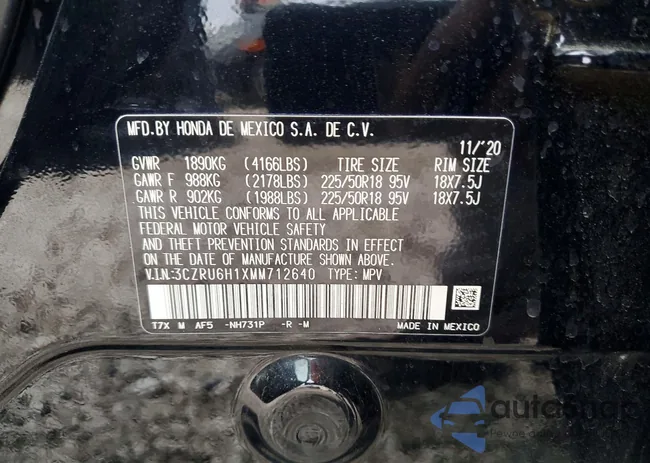 MFD.BY HONDA DE MEXICO S.A. DE C.V.
11/'20
GVWR 1890KG (4166LBS) TIRE SIZE RIM SIZE
GAWR F 988KG (2178LBS) 225/50R18 95V 18X7.5J
GAWR R 902KG (1988LBS) 225/50R18 95V 18X7.5J
THIS VEHICLE CONFORMS TO ALL APPLICABLE
FEDERAL MOTOR VEHICLE SAFETY
AND THEFT PREVENTION STANDARDS IN EFFECT
ON THE DATE OF MANUFACTURE SHOWN ABOVE.
V.I.N:3CZRU6H1XMM712640 TYPE: MPV
T7X M AF5 -NH731P -R -M MADE IN MEXICO